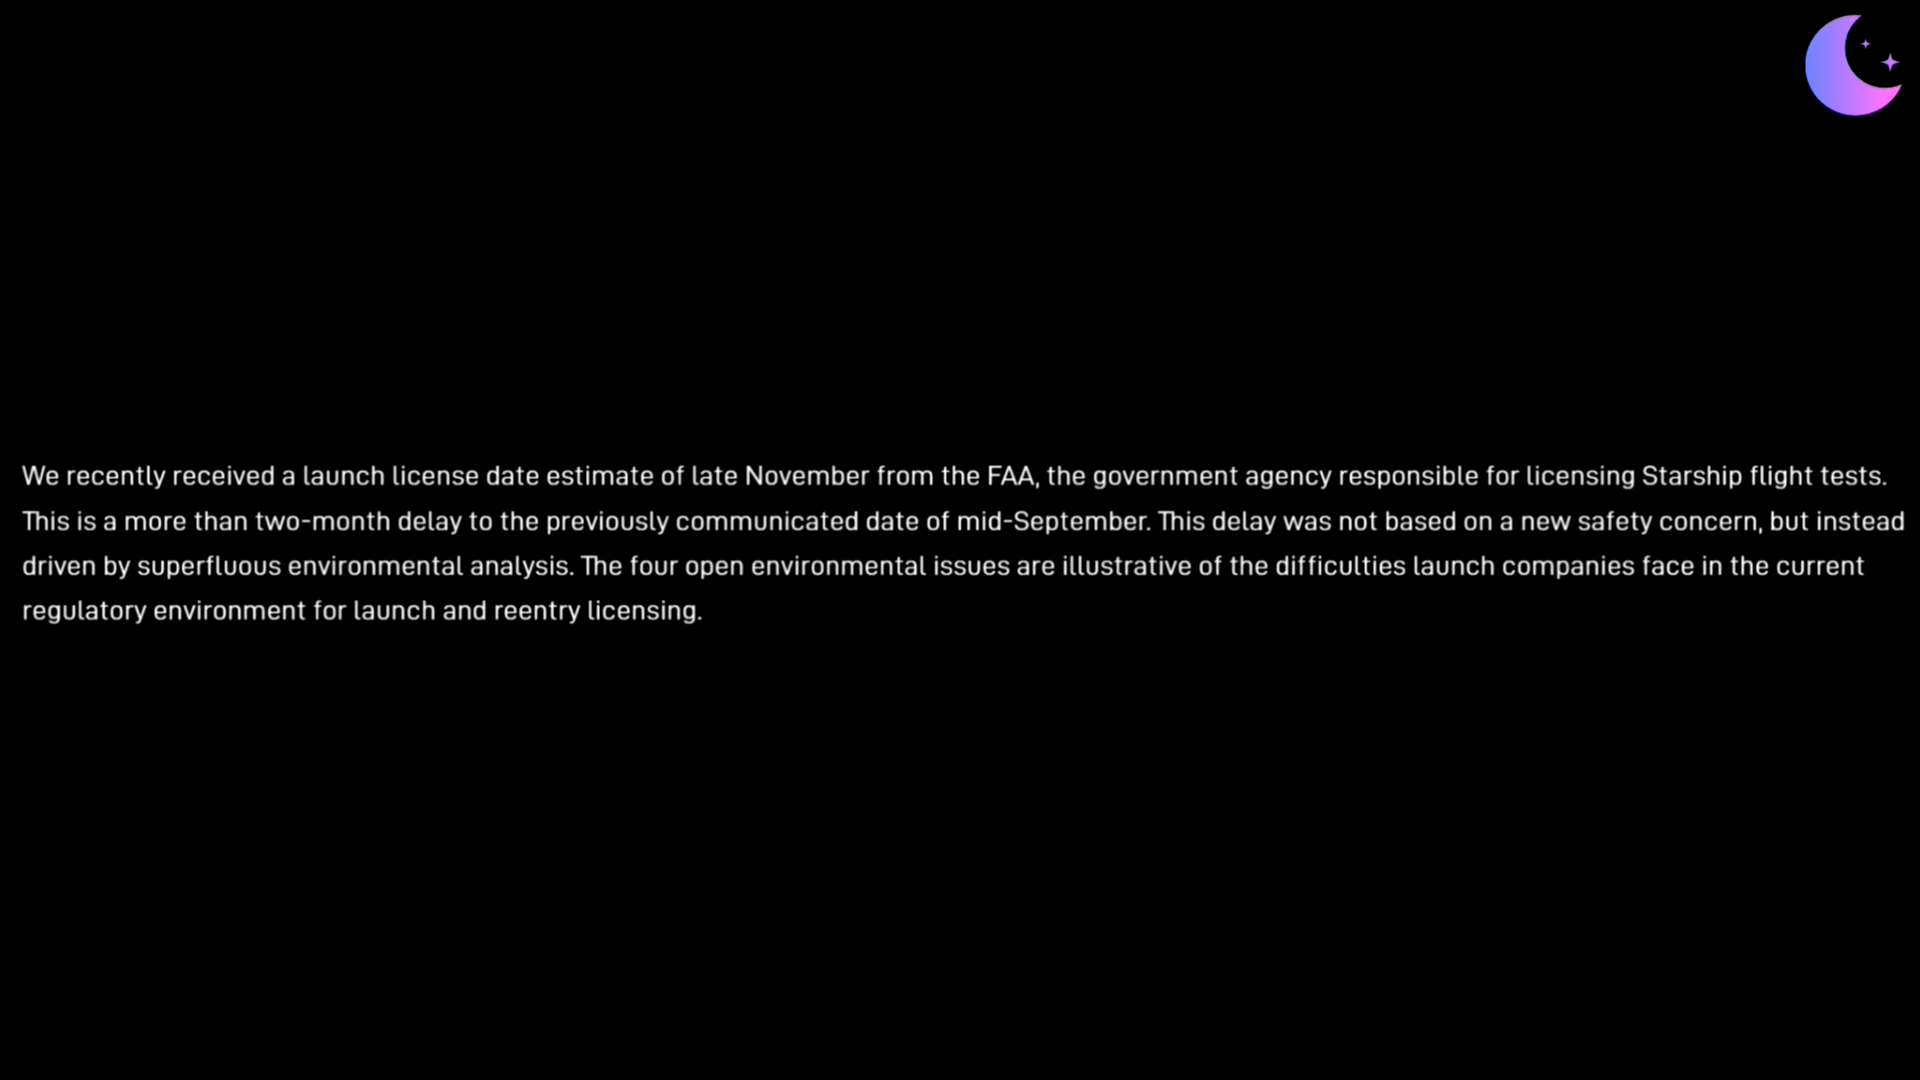 We recently received a launch license date estimate of late November from the FAA, the government agency responsible for licensing Starship flight tests.
This is a more than two-month delay to the previously communicated date of mid-September. This delay was not based on a new safety concern, but instead
driven by superfluous environmental analysis. The four open environmental issues are illustrative of the difficulties launch companies face in the current
regulatory environment for launch and reentry licensing.